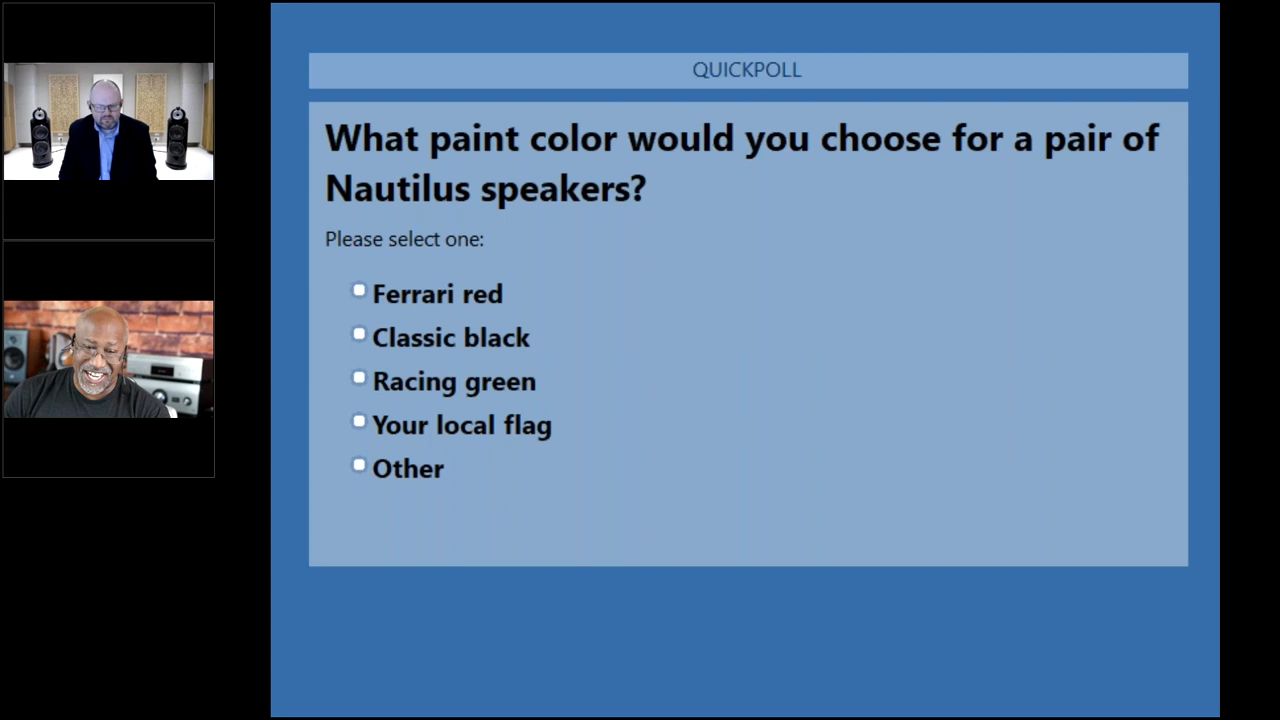 QUICKPOLL
What paint color would you choose for a pair of
Nautilus speakers?
Please select one:
Ferrari red
Classic black
Racing green
Your local flag
Other